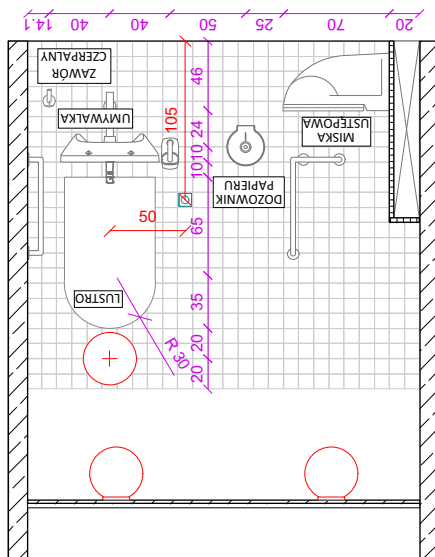 14.1
40
40
50
25
70
20
ZAWÓR
CZERPALNY
UMYWALKA
MISKA
USTĘPOWA
DOZOWNIK
PAPIERU
LUSTRO
105
50
46
24
10
10
65
35
20
20
R 30